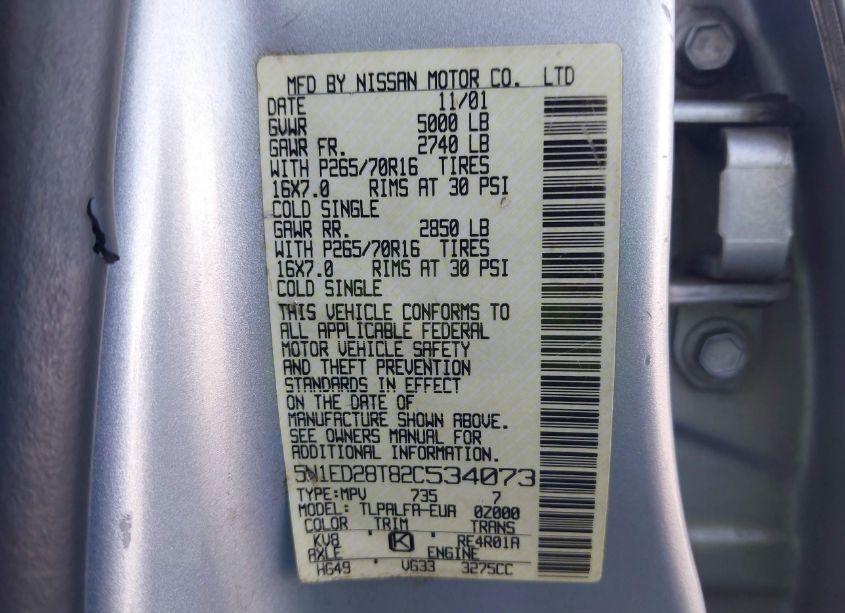 MFD BY NISSAN MOTOR CO. LTD
DATE 11/01
GVWR 5000 LB
GAWR FR. 2740 LB
WITH P265/70R16 TIRES
16X7.0 RIMS AT 30 PSI
COLD SINGLE
GAWR RR. 2850 LB
WITH P265/70R16 TIRES
16X7.0 RIMS AT 30 PSI
COLD SINGLE
THIS VEHICLE CONFORMS TO
ALL APPLICABLE FEDERAL
MOTOR VEHICLE SAFETY
AND THEFT PREVENTION
STANDARDS IN EFFECT
ON THE DATE OF
MANUFACTURE SHOWN ABOVE.
SEE OWNERS MANUAL FOR
ADDITIONAL INFORMATION.
5N1ED28T82C534073
TYPE:MPV 735 7
MODEL: TLPALFA-EUA 0Z000
COLOR TRIM TRANS
KV8 K RE4R01A
AXLE ENGINE
HG49 VG33 3275CC